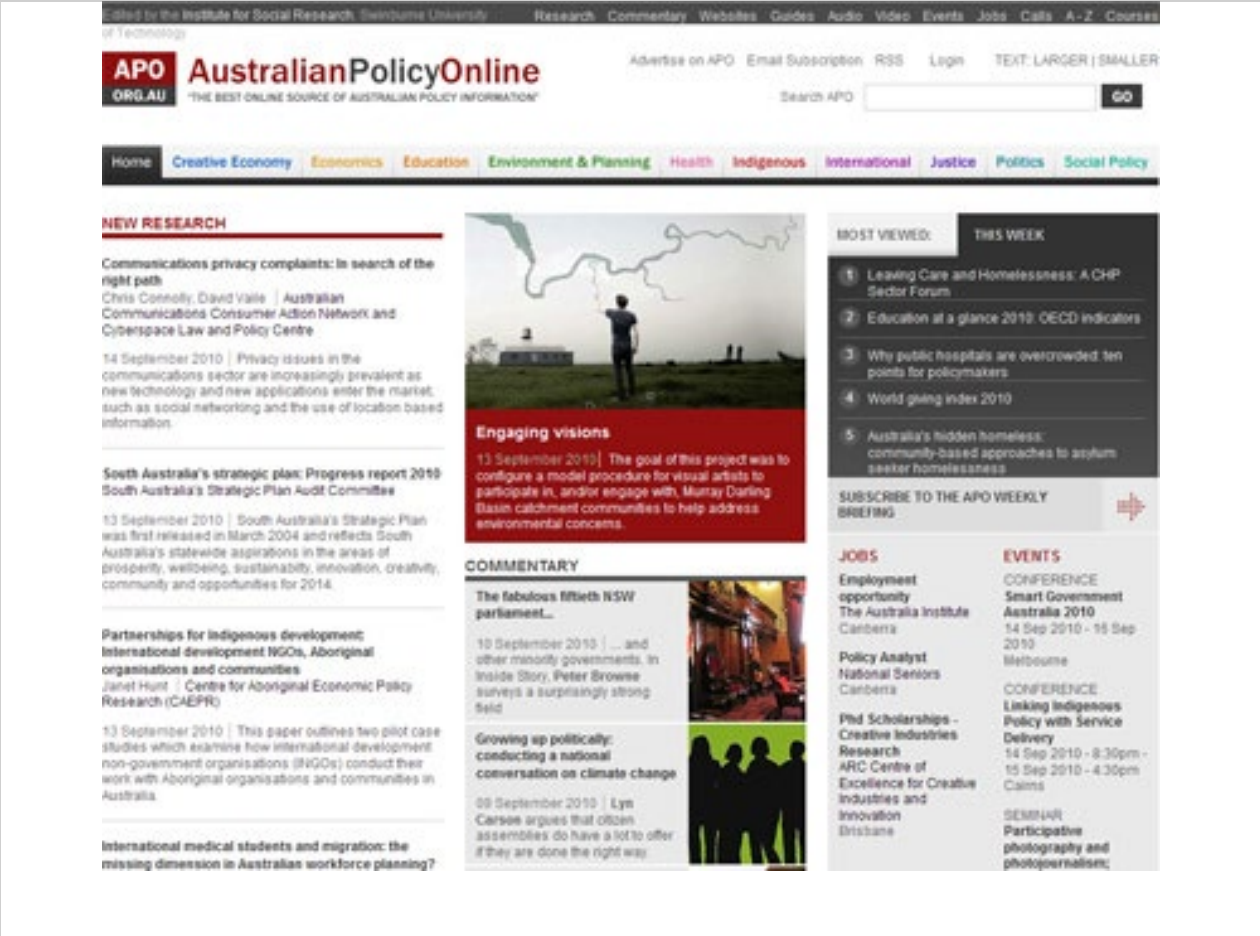 Edited by the Institute for Social Research, Swinburne University
of Technology
Research Commentary Websites Guides Audio Video Events Jobs Calls A-Z Courses
APO
ORG.AU
AustralianPolicyOnline
"THE BEST ONLINE SOURCE OF AUSTRALIAN POLICY INFORMATION"
Advertise on APO Email Subscription RSS Login TEXT: LARGER | SMALLER
Search APO GO
Home Creative Economy Economics Education Environment & Planning Health Indigenous International Justice Politics Social Policy
NEW RESEARCH
Communications privacy complaints: In search of the
right path
Chris Connolly, David Vaile | Australian
Communications Consumer Action Network and
Cyberspace Law and Policy Centre
14 September 2010 | Privacy issues in the
communications sector are increasingly prevalent as
new technology and new applications enter the market,
such as social networking and the use of location based
information.
South Australia's strategic plan: Progress report 2010
South Australia's Strategic Plan Audit Committee
13 September 2010 | South Australia's Strategic Plan
was first released in March 2004 and reflects South
Australia's statewide aspirations in the areas of
prosperity, wellbeing, sustainability, innovation, creativity,
community and opportunities for 2014.
Partnerships for Indigenous development:
International development NGOs, Aboriginal
organisations and communities
Janet Hunt | Centre for Aboriginal Economic Policy
Research (CAEPR)
13 September 2010 | This paper outlines two pilot case
studies which examine how international development
non-government organisations (INGOs) conduct their
work with Aboriginal organisations and communities in
Australia.
International medical students and migration: the
missing dimension in Australian workforce planning?
Engaging visions
13 September 2010 | The goal of this project was to
configure a model procedure for visual artists to
participate in, and/or engage with, Murray Darling
Basin catchment communities to help address
environmental concerns.
COMMENTARY
The fabulous fiftieth NSW
parliament...
10 September 2010 | ... and
other minority governments. In
Inside Story, Peter Browne
surveys a surprisingly strong
field
Growing up politically:
conducting a national
conversation on climate change
09 September 2010 | Lyn
Carson argues that citizen
assemblies do have a lot to offer
if they are done the right way.
MOST VIEWED: THIS WEEK
1 Leaving Care and Homelessness: A CHP
Sector Forum
2 Education at a glance 2010: OECD indicators
3 Why public hospitals are overcrowded: ten
points for policymakers
4 World giving index 2010
5 Australia's hidden homeless:
community-based approaches to asylum
seeker homelessness
SUBSCRIBE TO THE APO WEEKLY
BRIEFING
JOBS
Employment
opportunity
The Australia Institute
Canberra
Policy Analyst
National Seniors
Canberra
Phd Scholarships -
Creative Industries
Research
ARC Centre of
Excellence for Creative
Industries and
Innovation
Brisbane
EVENTS
CONFERENCE
Smart Government
Australia 2010
14 Sep 2010 - 16 Sep
2010
Melbourne
CONFERENCE
Linking Indigenous
Policy with Service
Delivery
14 Sep 2010 - 8:30pm -
15 Sep 2010 - 4:30pm
Cairns
SEMINAR
Participative
photography and
photojournalism;